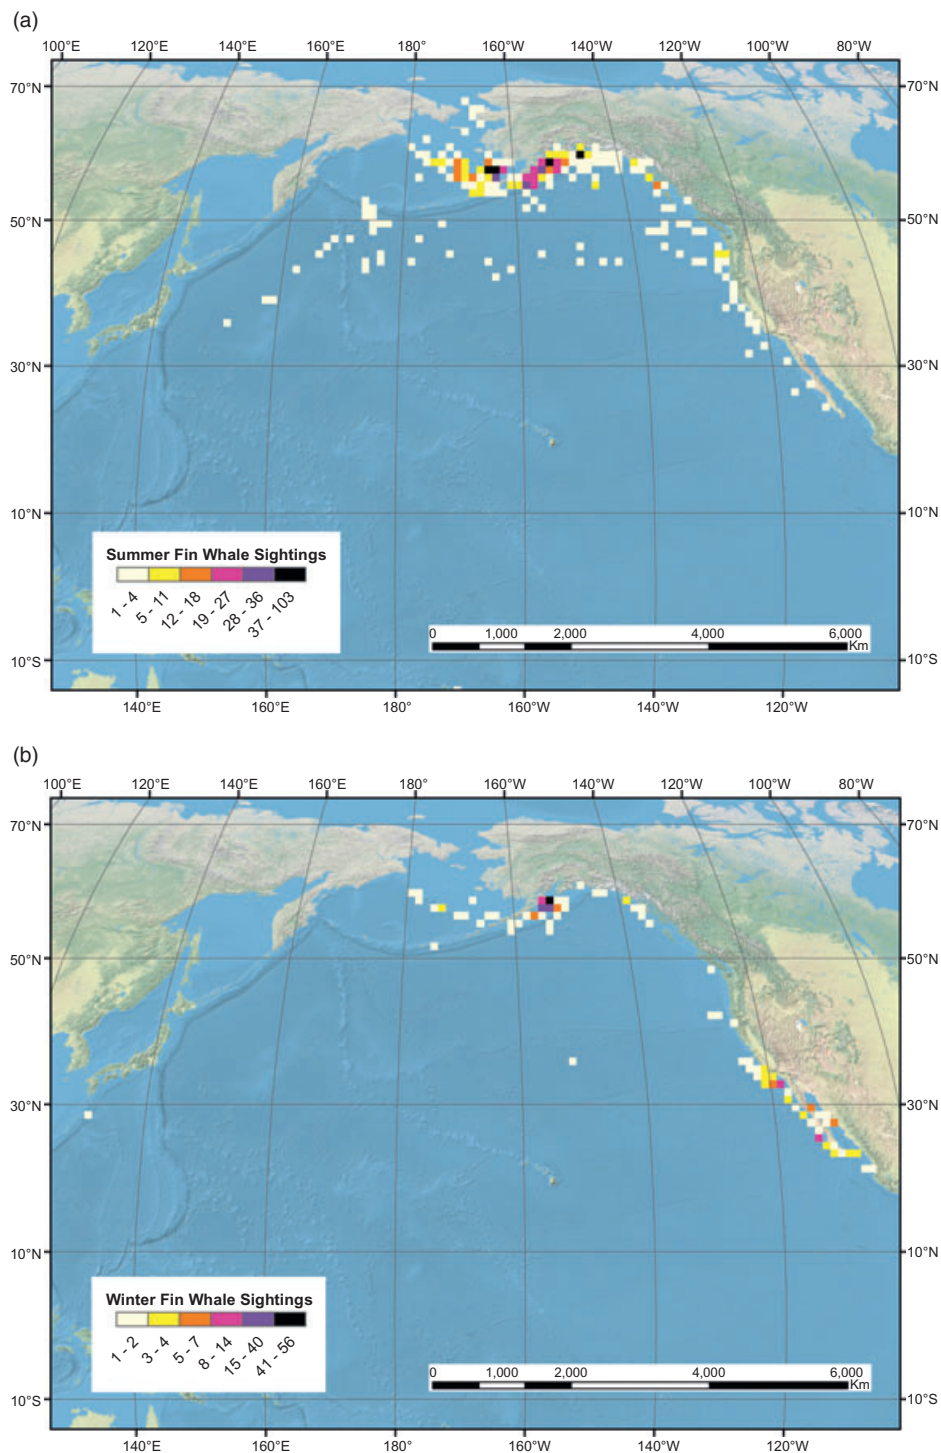 (a)
100°E 120°E 140°E 160°E 180° 160°W 140°W 120°W 100°W 80°W
70°N 70°N
50°N 50°N
30°N 30°N
10°N 10°N
Summer Fin Whale Sightings
1 - 4 5 - 11 12 - 18 19 - 27 28 - 36 37 - 103
0 1,000 2,000 4,000 6,000
Km
10°S 10°S
140°E 160°E 180° 160°W 140°W 120°W
(b)
100°E 120°E 140°E 160°E 180° 160°W 140°W 120°W 100°W 80°W
70°N 70°N
50°N 50°N
30°N 30°N
10°N 10°N
Winter Fin Whale Sightings
1 - 2 3 - 4 5 - 7 8 - 14 15 - 40 41 - 56
0 1,000 2,000 4,000 6,000
Km
10°S 10°S
140°E 160°E 180° 160°W 140°W 120°W